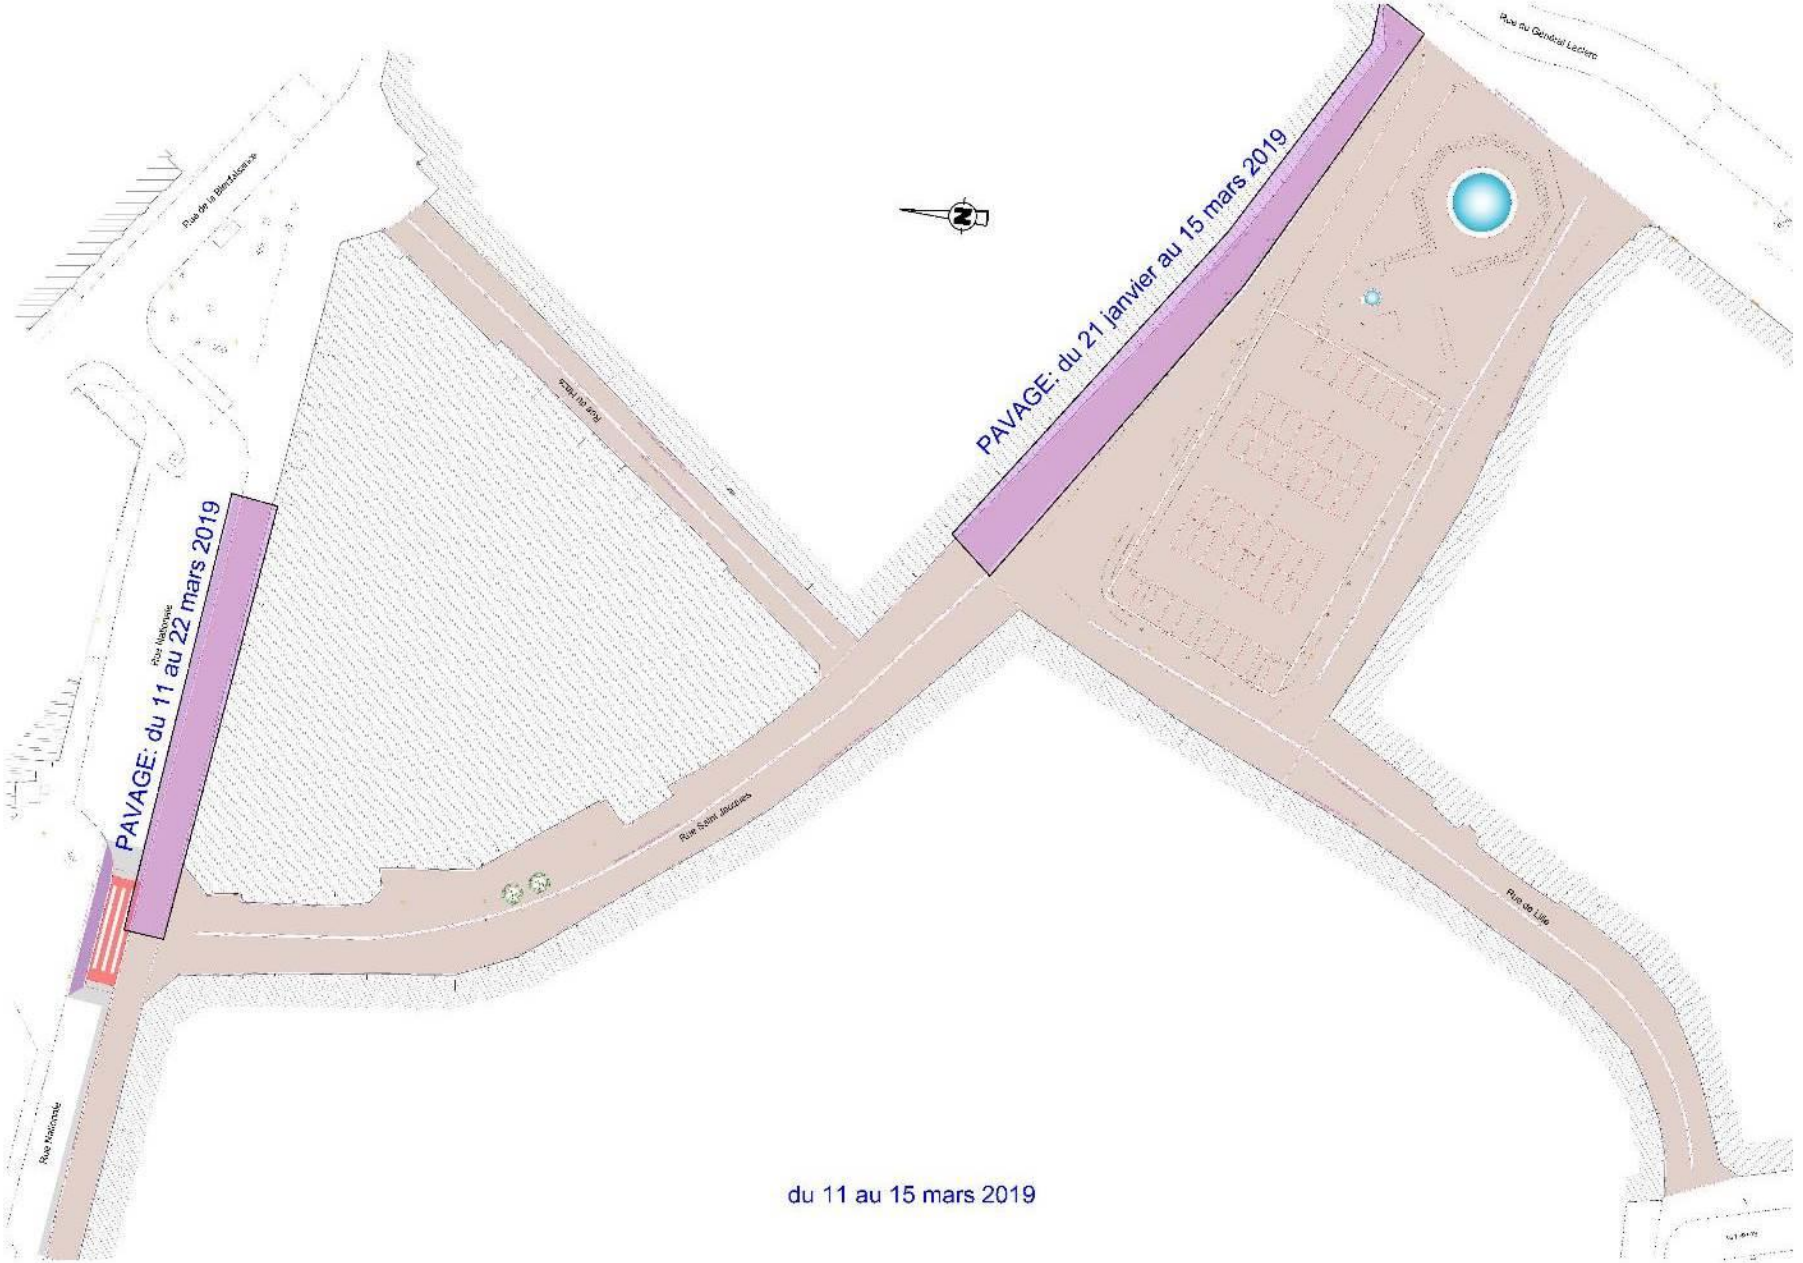 Rue du Général Leclerc
Rue de la Bienfaisance
N
PAVAGE: du 21 janvier au 15 mars 2019
PAVAGE: du 11 au 22 mars 2019
Rue Nationale
Rue Saint Jacques
Rue de Lille
Rue Nationale
du 11 au 15 mars 2019